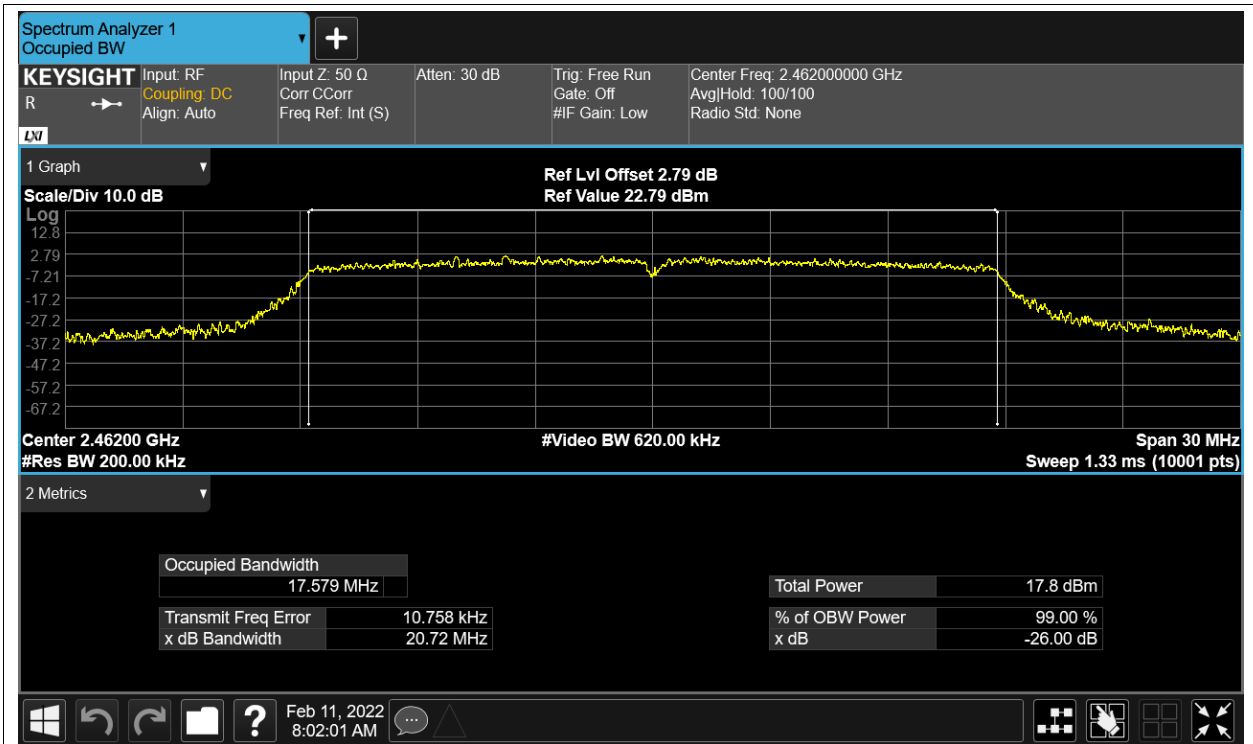 Spectrum Analyzer 1
Occupied BW
KEYSIGHT
R
LXI
Input: RF
Coupling: DC
Align: Auto
Input Z: 50 Ω
Corr CCorr
Freq Ref: Int (S)
Atten: 30 dB
Trig: Free Run
Gate: Off
#IF Gain: Low
Center Freq: 2.462000000 GHz
Avg|Hold: 100/100
Radio Std: None
1 Graph
Scale/Div 10.0 dB
Ref Lvl Offset 2.79 dB
Ref Value 22.79 dBm
Log
12.8
2.79
-7.21
-17.2
-27.2
-37.2
-47.2
-57.2
-67.2
Center 2.46200 GHz
#Video BW 620.00 kHz
Span 30 MHz
#Res BW 200.00 kHz
Sweep 1.33 ms (10001 pts)
2 Metrics
Occupied Bandwidth
17.579 MHz
Total Power 17.8 dBm
Transmit Freq Error 10.758 kHz
% of OBW Power 99.00 %
x dB Bandwidth 20.72 MHz
x dB -26.00 dB
?
Feb 11, 2022
8:02:01 AM